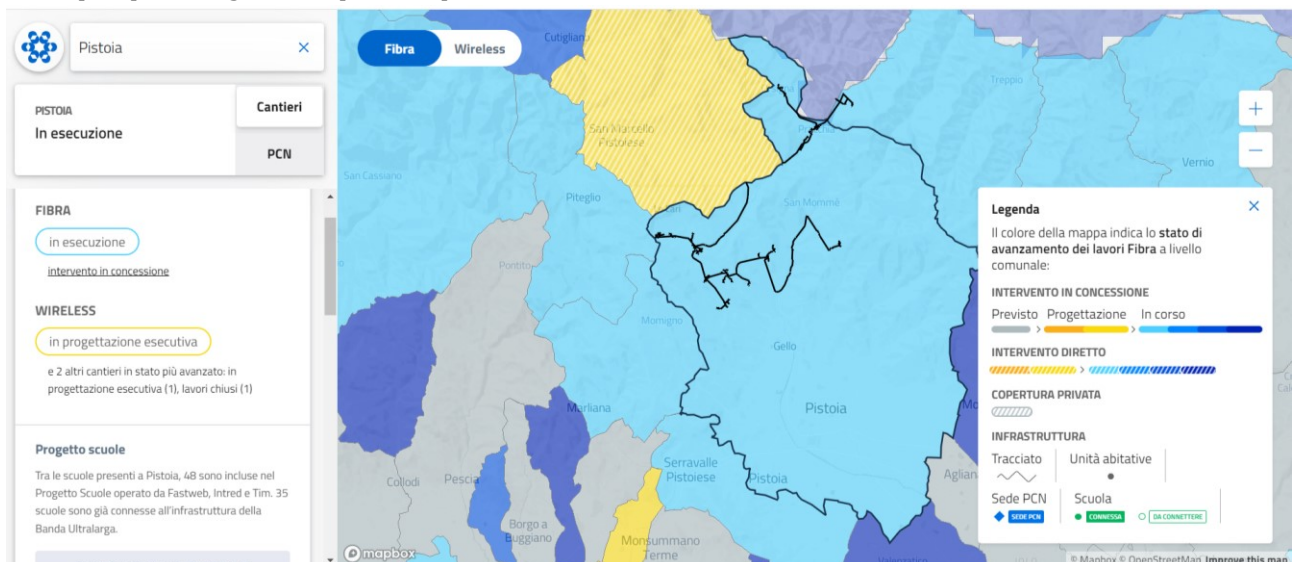 Pistoia
PISTOIA
In esecuzione
Cantieri
PCN
FIBRA
in esecuzione
intervento in concessione
WIRELESS
in progettazione esecutiva
e 2 altri cantieri in stato più avanzato: in
progettazione esecutiva (1), lavori chiusi (1)
Progetto scuole
Tra le scuole presenti a Pistoia, 48 sono incluse nel
Progetto Scuole operato da Fastweb, Intred e Tim. 35
scuole sono già connesse all'infrastruttura della
Banda Ultralarga.
Fibra
Wireless
Cutigliano
Treppio
San Marcello
Pistoiese
Vernio
San Cassiano
Piteglio
San Mommè
Pontito
Momigno
Gello
Marliana
Pistoia
Serravalle
Pistoiese
Pistoia
Collodi
Pescia
Aglian
Borgo a
Buggiano
Monsummano
Terme
mapbox
Legenda
Il colore della mappa indica lo stato di
avanzamento dei lavori Fibra a livello
comunale:
INTERVENTO IN CONCESSIONE
Previsto Progettazione In corso
INTERVENTO DIRETTO
COPERTURA PRIVATA
INFRASTRUTTURA
Tracciato Unità abitative
Sede PCN Scuola
SEDE PCN CONNESSA DA CONNETTERE
© Mapbox © OpenStreetMap Improve this map